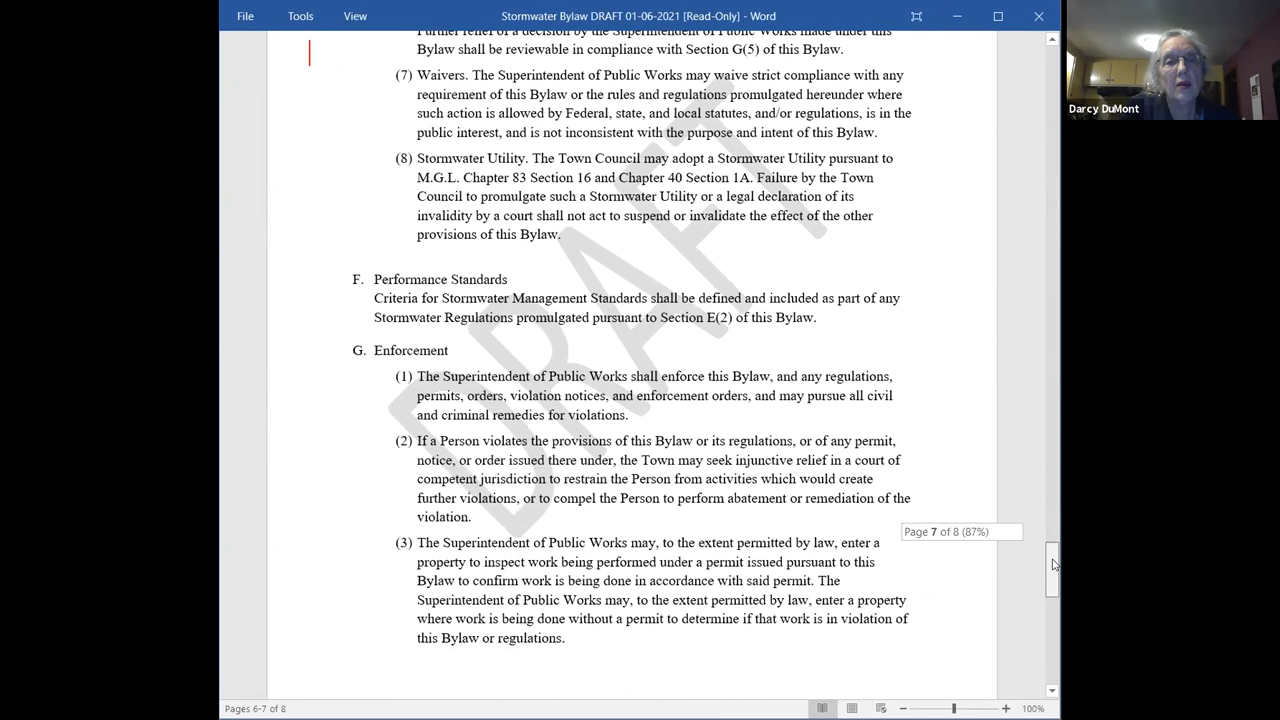 File Tools View Stormwater Bylaw DRAFT 01-06-2021 [Read-Only] - Word
Darcy DuMont
Further relief of a decision by the Superintendent of Public Works made under this
Bylaw shall be reviewable in compliance with Section G(5) of this Bylaw.
(7) Waivers. The Superintendent of Public Works may waive strict compliance with any
requirement of this Bylaw or the rules and regulations promulgated hereunder where
such action is allowed by Federal, state, and local statutes, and/or regulations, is in the
public interest, and is not inconsistent with the purpose and intent of this Bylaw.
(8) Stormwater Utility. The Town Council may adopt a Stormwater Utility pursuant to
M.G.L. Chapter 83 Section 16 and Chapter 40 Section 1A. Failure by the Town
Council to promulgate such a Stormwater Utility or a legal declaration of its
invalidity by a court shall not act to suspend or invalidate the effect of the other
provisions of this Bylaw.
F. Performance Standards
Criteria for Stormwater Management Standards shall be defined and included as part of any
Stormwater Regulations promulgated pursuant to Section E(2) of this Bylaw.
G. Enforcement
(1) The Superintendent of Public Works shall enforce this Bylaw, and any regulations,
permits, orders, violation notices, and enforcement orders, and may pursue all civil
and criminal remedies for violations.
(2) If a Person violates the provisions of this Bylaw or its regulations, or of any permit,
notice, or order issued there under, the Town may seek injunctive relief in a court of
competent jurisdiction to restrain the Person from activities which would create
further violations, or to compel the Person to perform abatement or remediation of the
violation.
Page 7 of 8 (87%)
(3) The Superintendent of Public Works may, to the extent permitted by law, enter a
property to inspect work being performed under a permit issued pursuant to this
Bylaw to confirm work is being done in accordance with said permit. The
Superintendent of Public Works may, to the extent permitted by law, enter a property
where work is being done without a permit to determine if that work is in violation of
this Bylaw or regulations.
DRAFT
Pages 6-7 of 8 100%